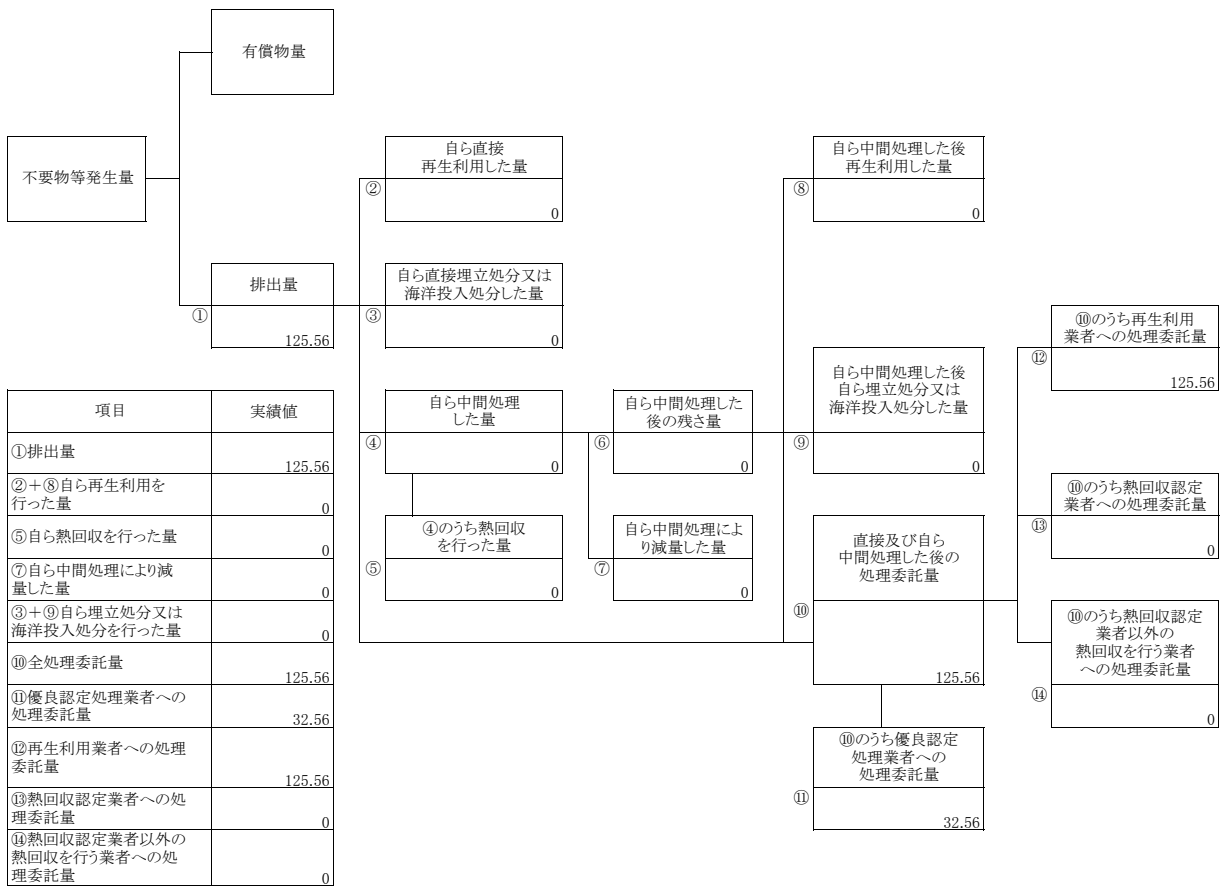 有償物量
不要物等発生量
自ら直接
再生利用した量
②
0
自ら中間処理した後
再生利用した量
⑧
0
排出量
①
125.56
自ら直接埋立処分又は
海洋投入処分した量
③
0
⑩のうち再生利用
業者への処理委託量
⑫
125.56
自ら中間処理
した量
④
0
自ら中間処理した
後の残さ量
⑥
0
自ら中間処理した後
自ら埋立処分又は
海洋投入処分した量
⑨
0
⑩のうち熱回収認定
業者への処理委託量
⑬
0
④のうち熱回収
を行った量
⑤
0
自ら中間処理によ
り減量した量
⑦
0
直接及び自ら
中間処理した後の
処理委託量
⑩
125.56
⑩のうち熱回収認定
業者以外の
熱回収を行う業者
への処理委託量
⑭
0
⑩のうち優良認定
処理業者への
処理委託量
⑪
32.56
項目 実績値
①排出量
125.56
②+⑧自ら再生利用を
行った量
0
⑤自ら熱回収を行った量
0
⑦自ら中間処理により減
量した量
0
③+⑨自ら埋立処分又は
海洋投入処分を行った量
0
⑩全処理委託量
125.56
⑪優良認定処理業者への
処理委託量
32.56
⑫再生利用業者への処理
委託量
125.56
⑬熱回収認定業者への処
理委託量
0
⑭熱回収認定業者以外の
熱回収を行う業者への処
理委託量
0